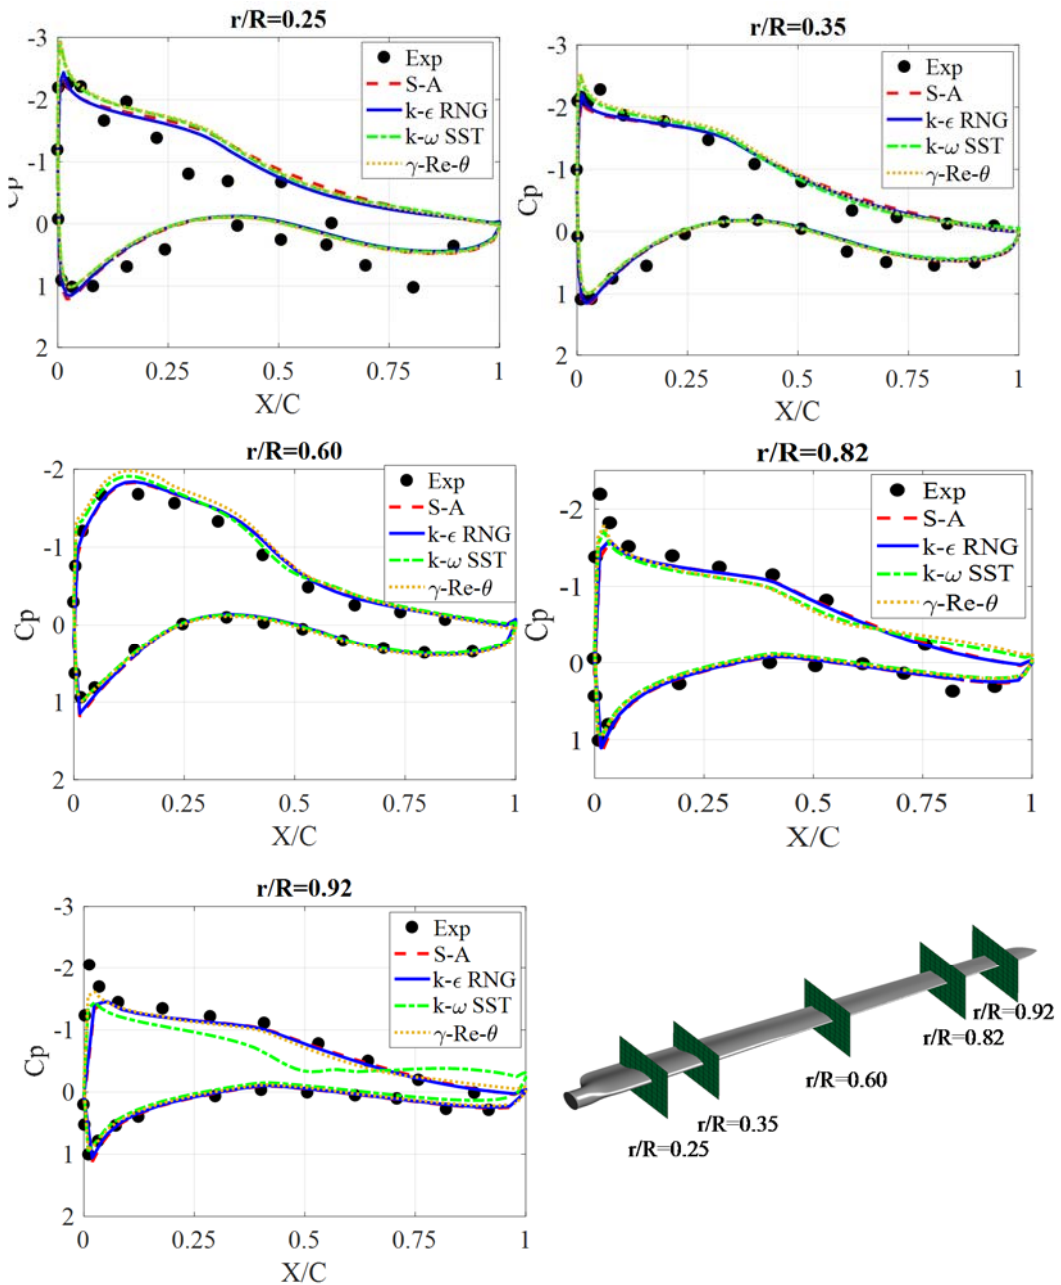 r/R=0.25
-3
-2
-1
0
1
2
Cp
Exp
S-A
k-ϵ RNG
k-ω SST
γ-Re-θ
0 0.25 0.5 0.75 1
X/C
r/R=0.35
-3
-2
-1
0
1
2
Cp
Exp
S-A
k-ϵ RNG
k-ω SST
γ-Re-θ
0 0.25 0.5 0.75 1
X/C
r/R=0.60
-2
-1
0
1
2
Cp
Exp
S-A
k-ϵ RNG
k-ω SST
γ-Re-θ
0 0.25 0.5 0.75 1
X/C
r/R=0.82
-2
-1
0
1
Cp
Exp
S-A
k-ϵ RNG
k-ω SST
γ-Re-θ
0 0.25 0.5 0.75 1
X/C
r/R=0.92
-3
-2
-1
0
1
2
Cp
Exp
S-A
k-ϵ RNG
k-ω SST
γ-Re-θ
0 0.25 0.5 0.75 1
X/C
r/R=0.92
r/R=0.82
r/R=0.60
r/R=0.35
r/R=0.25